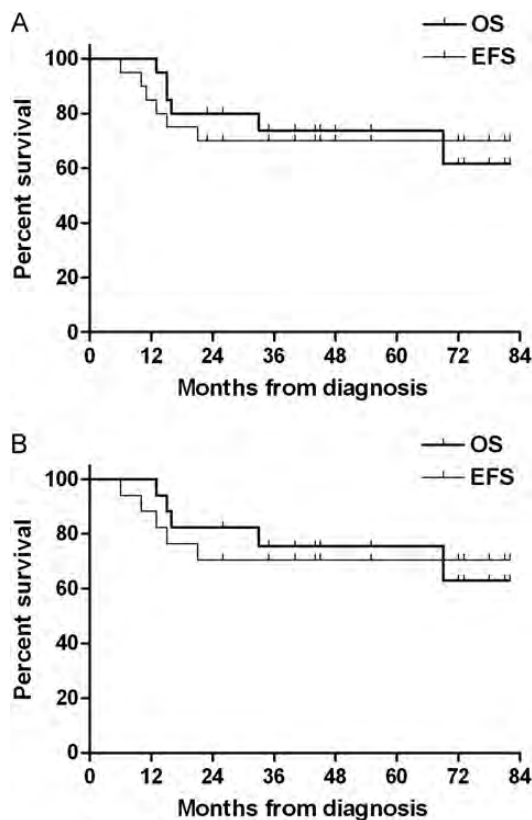 A
OS
EFS
100
80
60
40
20
0
Percent survival
0 12 24 36 48 60 72 84
Months from diagnosis
B
OS
EFS
100
80
60
40
20
0
Percent survival
0 12 24 36 48 60 72 84
Months from diagnosis